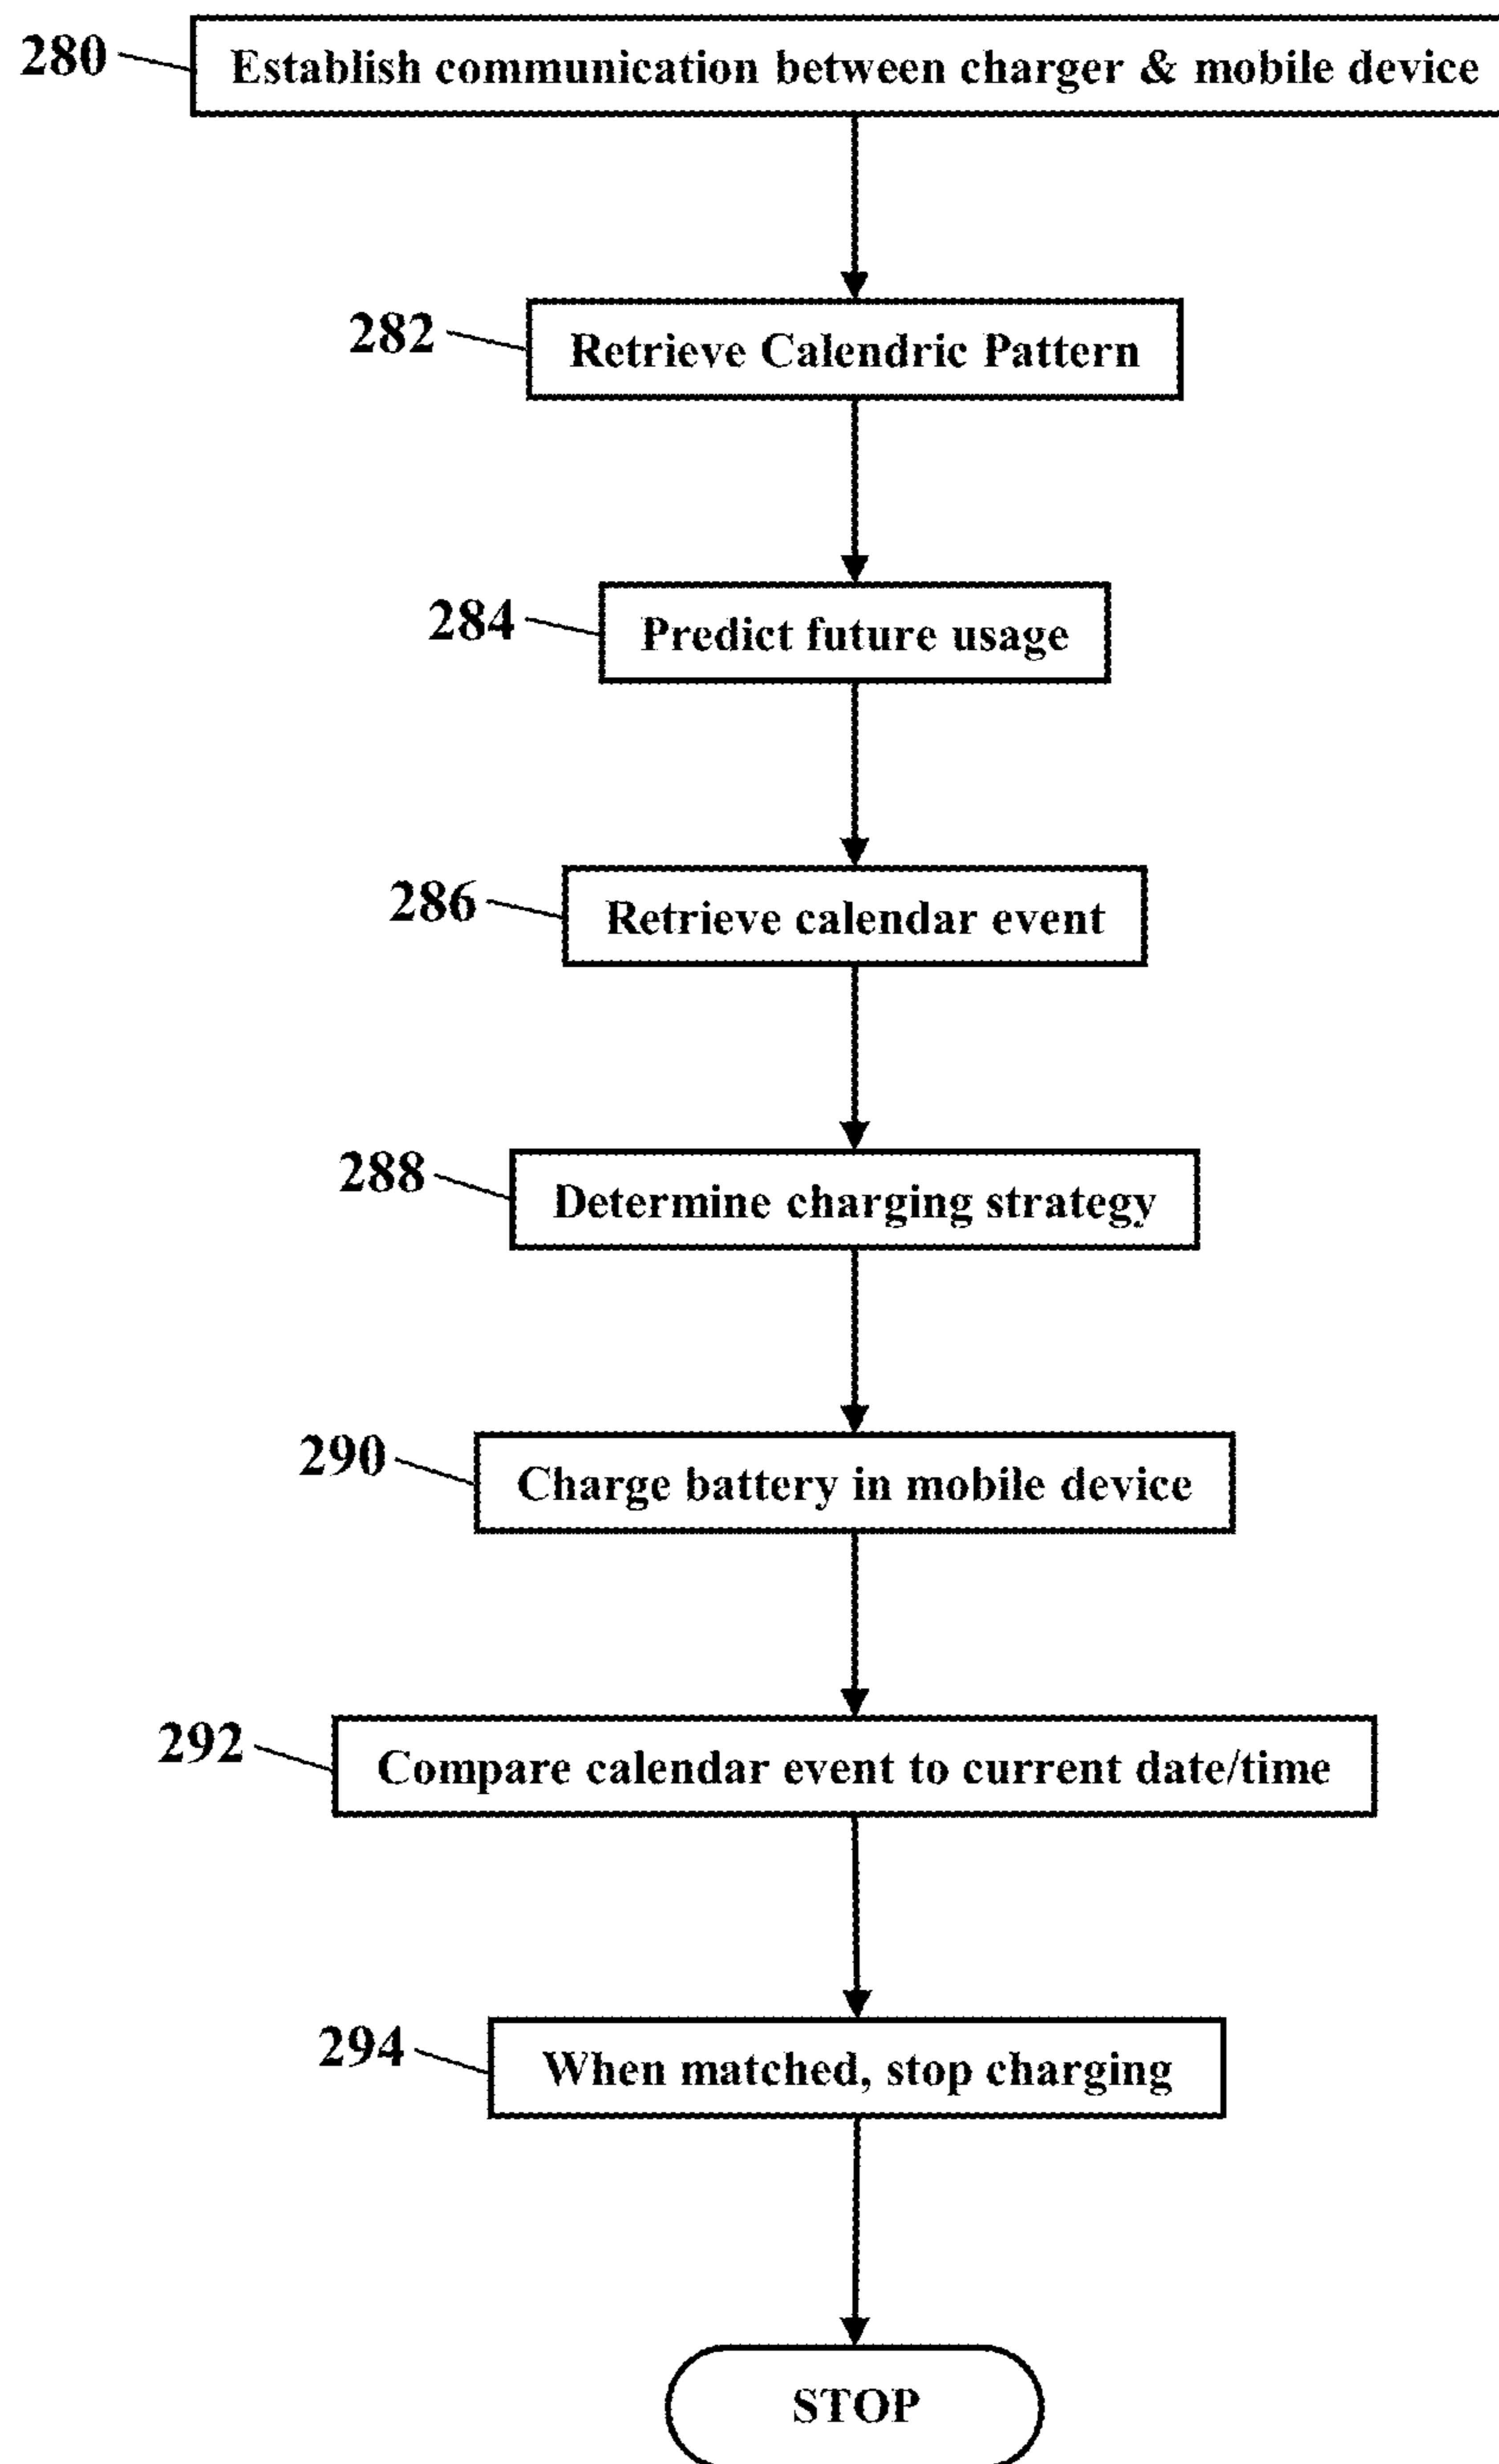 280 Establish communication between charger & mobile device
282 Retrieve Calendric Pattern
284 Predict future usage
286 Retrieve calendar event
288 Determine charging strategy
290 Charge battery in mobile device
292 Compare calendar event to current date/time
294 When matched, stop charging
STOP